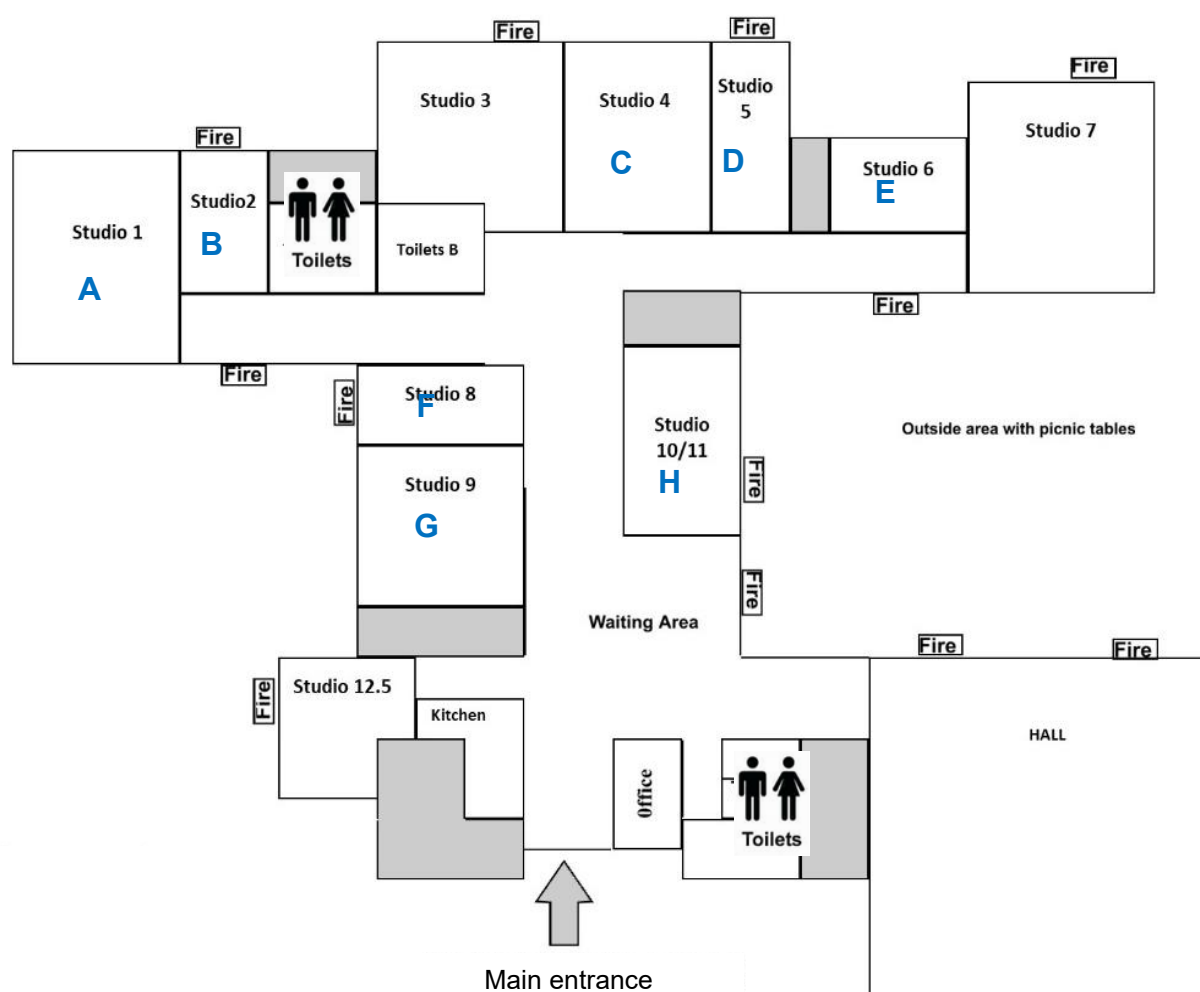 Fire
Fire
Fire
Studio 3
Studio 4
Studio
5
Studio 7
Fire
Studio 1
A
Studio2
B
Toilets
Toilets B
C
D
Studio 6
E
Fire
Fire
Fire
Studio 8
F
Studio 9
G
Studio
10/11
H
Fire
Fire
Outside area with picnic tables
Waiting Area
Fire
Fire
Fire
Studio 12.5
Kitchen
Office
Toilets
HALL
Main entrance